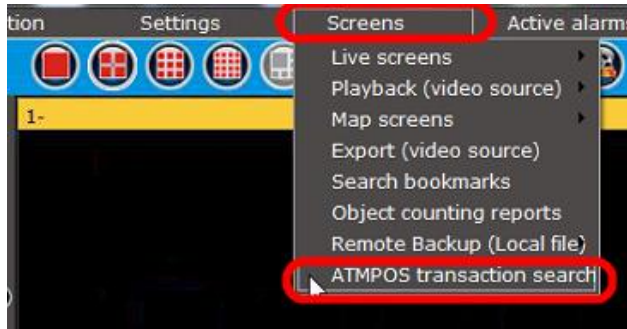 tion Settings Screens Active alarms
1-
Live screens
Playback (video source)
Map screens
Export (video source)
Search bookmarks
Object counting reports
Remote Backup (Local file)
ATMPOS transaction search